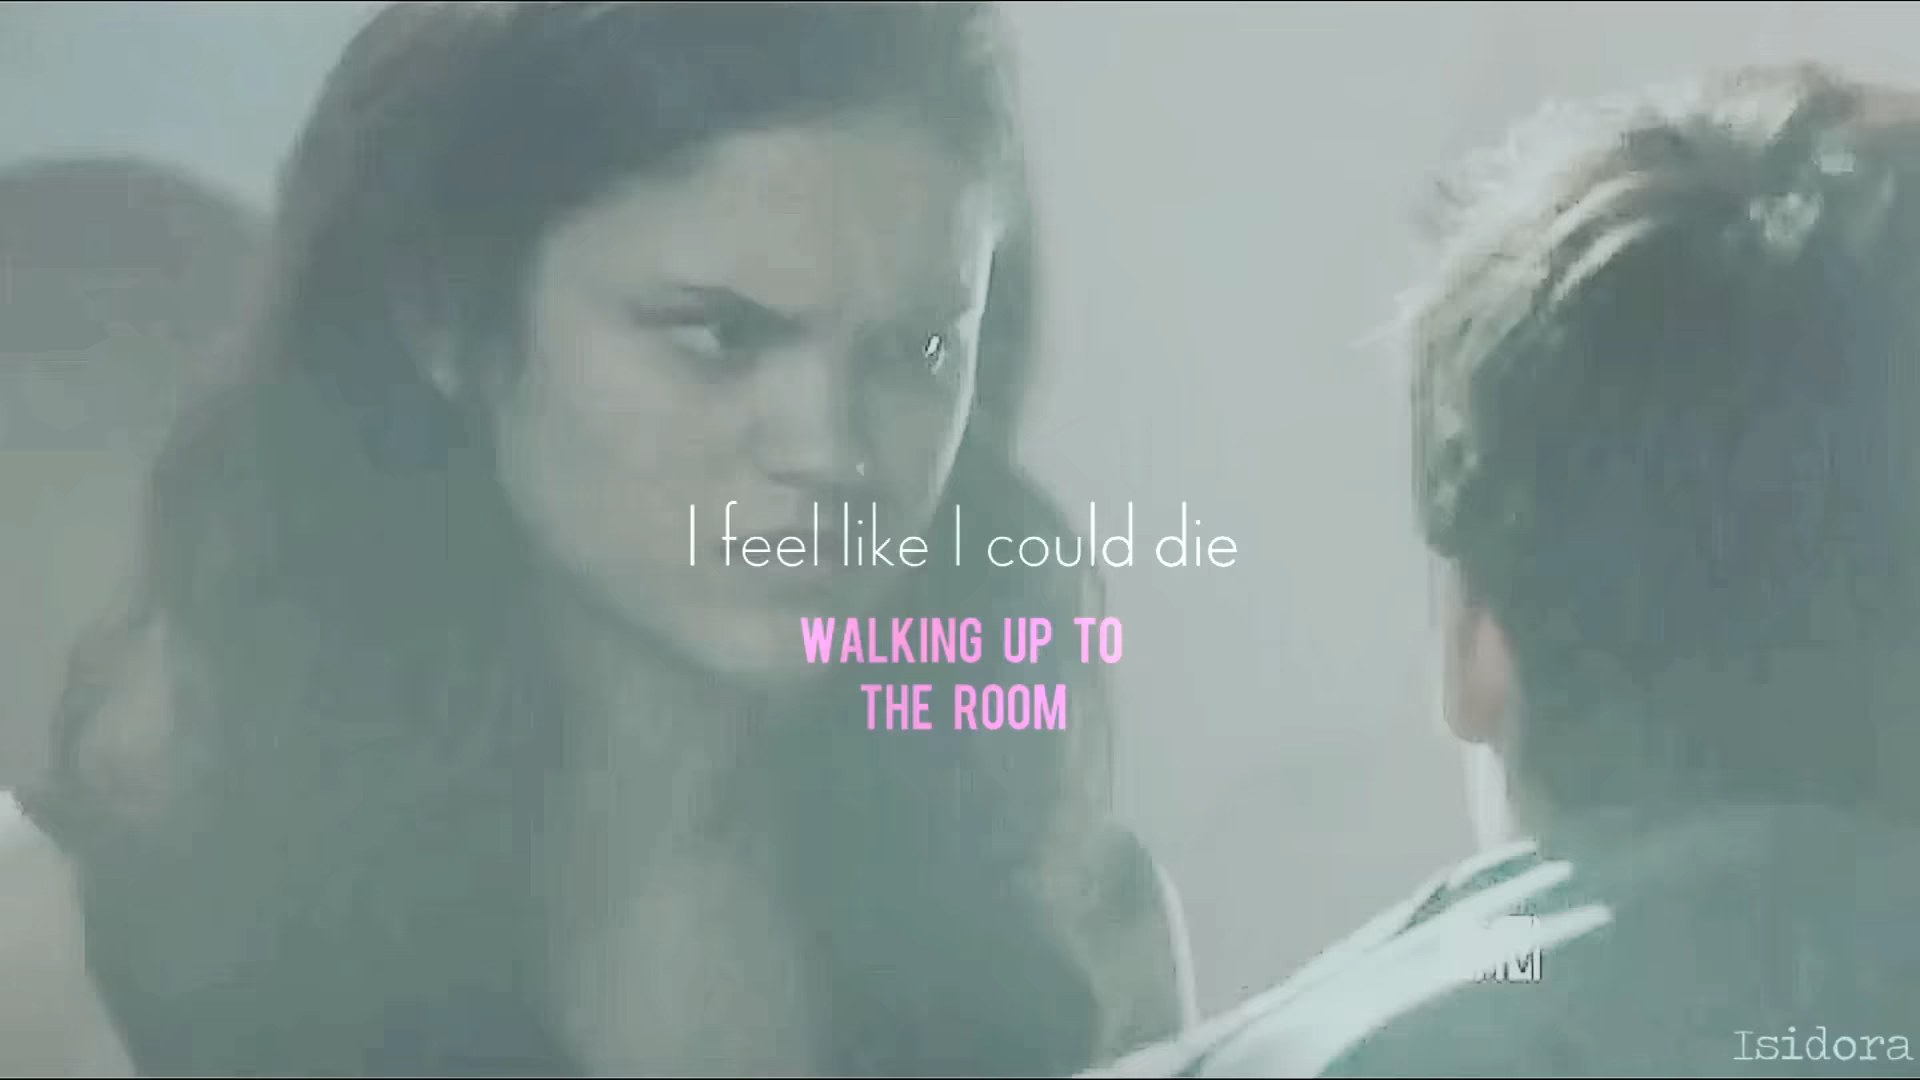 I feel like I could die
WALKING UP TO
THE ROOM
Isidora